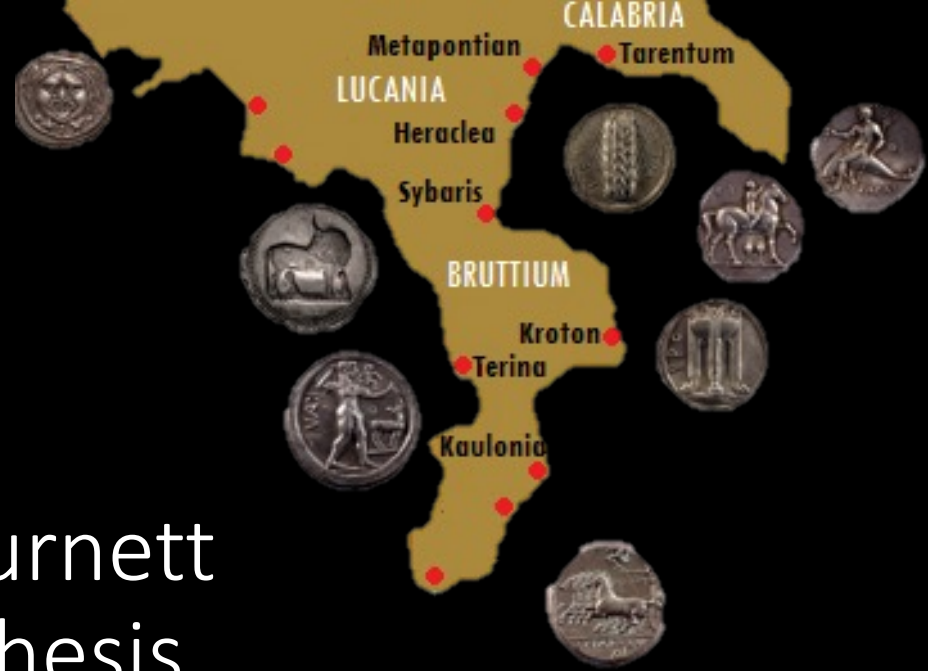 CALABRIA
Metapontian
Tarentum
LUCANIA
Heraclea
Sybaris
BRUTTIUM
Kroton
Terina
Kaulonia
urnett
hesis